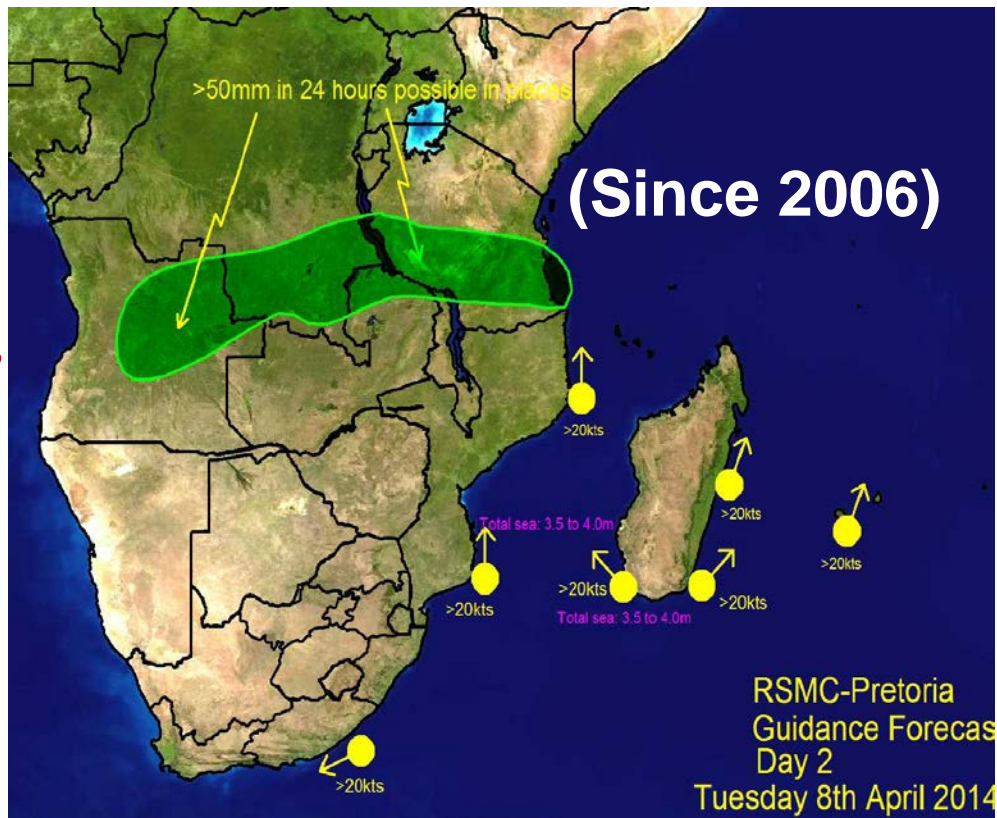 >50mm in 24 hours possible in places
(Since 2006)
>20kts
>20kts
Total sea: 3.5 to 4.0m
>20kts
>20kts
>20kts
>20kts
Total sea: 3.5 to 4.0m
>20kts
RSMC-Pretoria
Guidance Forecas
Day 2
Tuesday 8th April 2014
>20kts